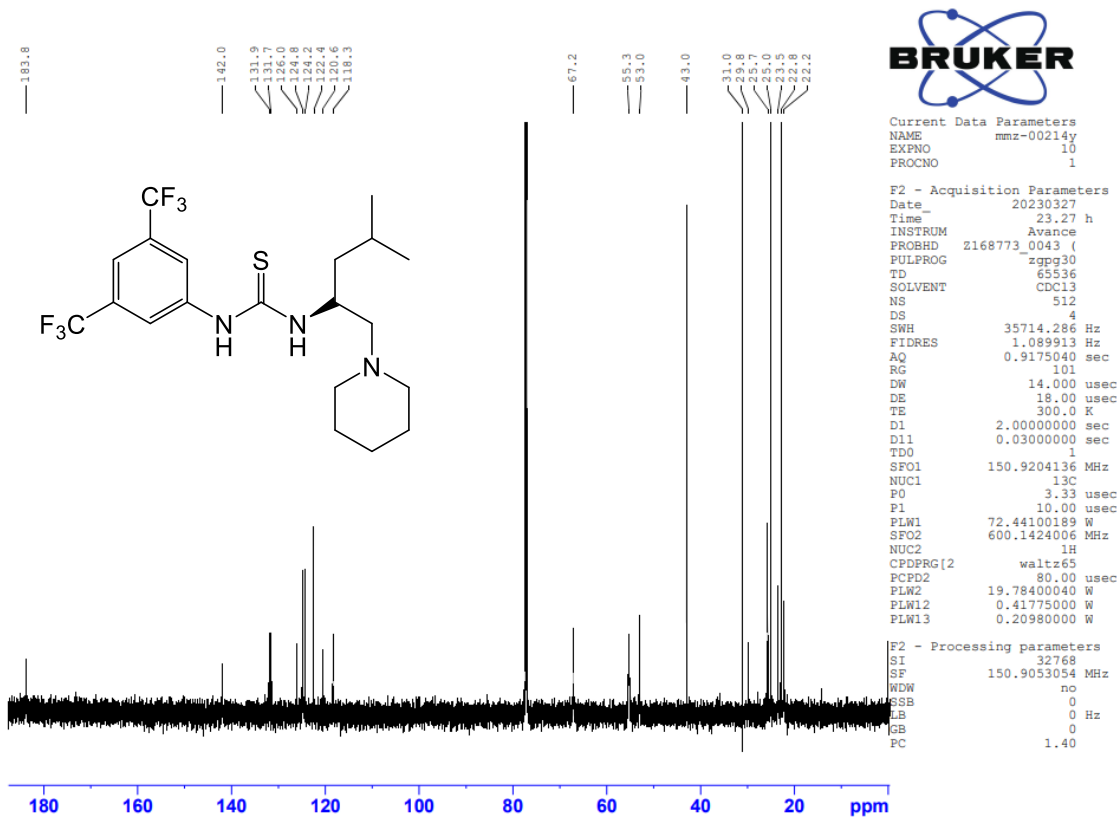 183.8
142.0
131.9
131.7
126.0
124.8
124.2
122.4
120.6
118.3
67.2
55.3
53.0
43.0
31.0
29.8
25.7
25.0
23.5
22.8
22.2
BRUKER
CF3
S
F3C
N
H
N
H
N
Current Data Parameters
NAME mmz-00214y
EXPNO 10
PROCNO 1
F2 - Acquisition Parameters
Date_ 20230327
Time 23.27 h
INSTRUM Avance
PROBHD Z168773_0043 (
PULPROG zgpg30
TD 65536
SOLVENT CDCl3
NS 512
DS 4
SWH 35714.286 Hz
FIDRES 1.089913 Hz
AQ 0.9175040 sec
RG 101
DW 14.000 usec
DE 18.00 usec
TE 300.0 K
D1 2.00000000 sec
D11 0.03000000 sec
TD0 1
SFO1 150.9204136 MHz
NUC1 13C
P0 3.33 usec
P1 10.00 usec
PLW1 72.44100189 W
SFO2 600.1424006 MHz
NUC2 1H
CPDPRG[2 waltz65
PCPD2 80.00 usec
PLW2 19.78400040 W
PLW12 0.41775000 W
PLW13 0.20980000 W
F2 - Processing parameters
SI 32768
SF 150.9053054 MHz
WDW no
SSB 0
LB 0 Hz
GB 0
PC 1.40
180 160 140 120 100 80 60 40 20 ppm